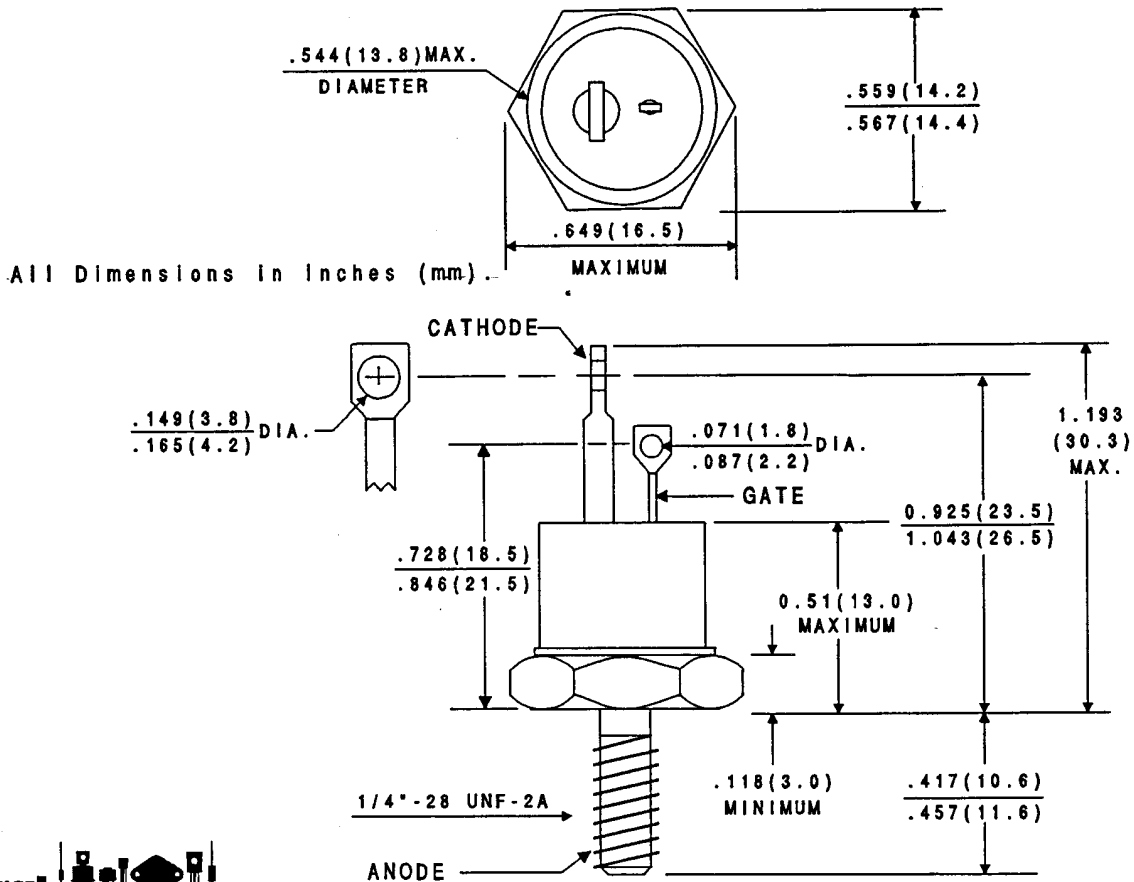 .544(13.8)MAX.
DIAMETER
.559(14.2)
.567(14.4)
.649(16.5)
MAXIMUM
All Dimensions in Inches (mm).
CATHODE
.149(3.8)
.165(4.2)
DIA.
.071(1.8)
.087(2.2)
DIA.
GATE
1.193
(30.3)
MAX.
0.925(23.5)
1.043(26.5)
.728(18.5)
.846(21.5)
0.51(13.0)
MAXIMUM
.118(3.0)
MINIMUM
.417(10.6)
.457(11.6)
1/4"-28 UNF-2A
ANODE